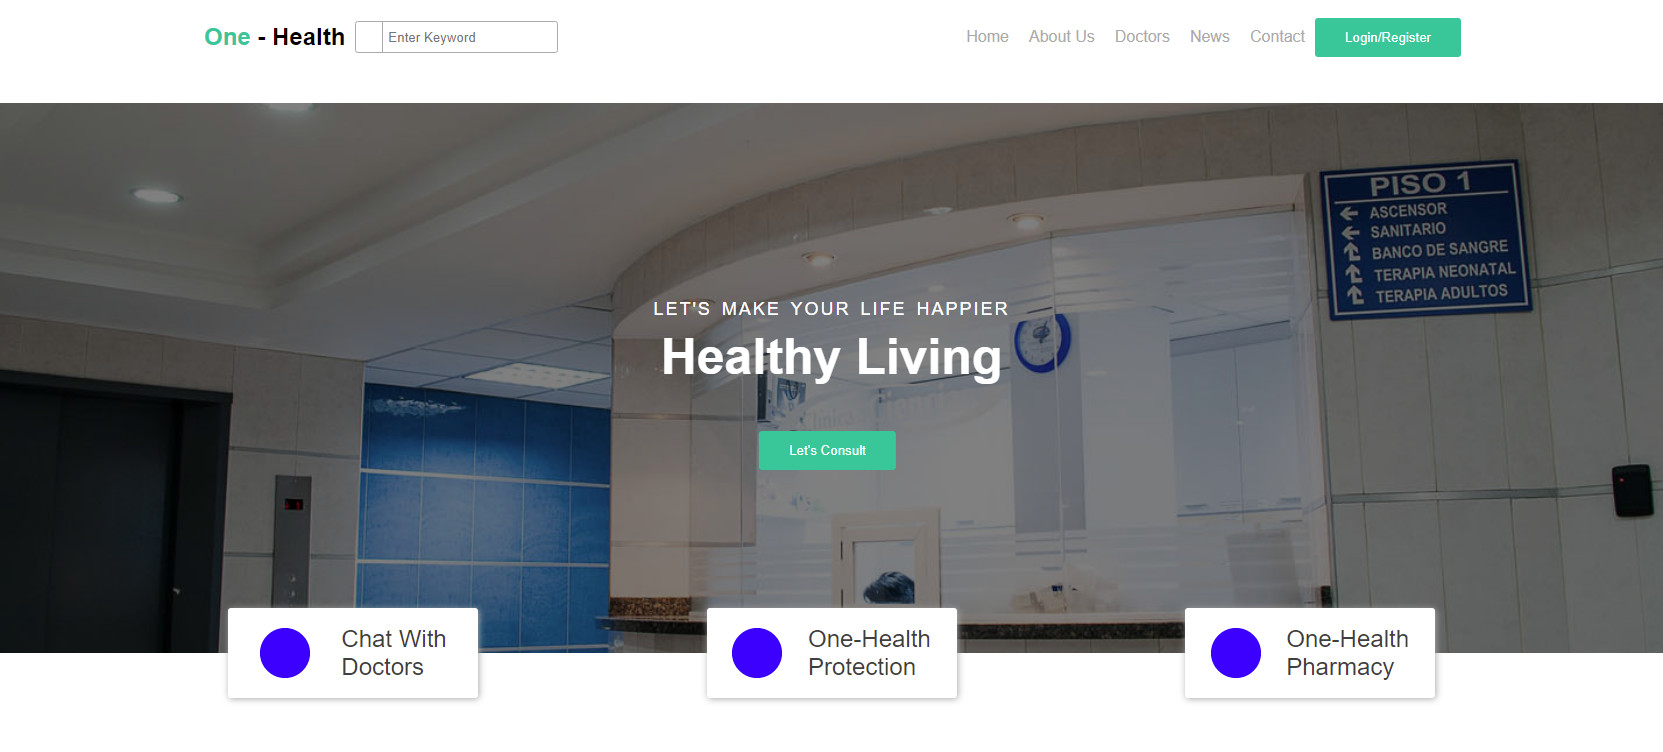 One - Health
Enter Keyword
Home
About Us
Doctors
News
Contact
Login/Register
PISO 1
ASCENSOR
SANITARIO
BANCO DE SANGRE
TERAPIA NEONATAL
TERAPIA ADULTOS
LET'S MAKE YOUR LIFE HAPPIER
Healthy Living
Let's Consult
Chat With
Doctors
One-Health
Protection
One-Health
Pharmacy